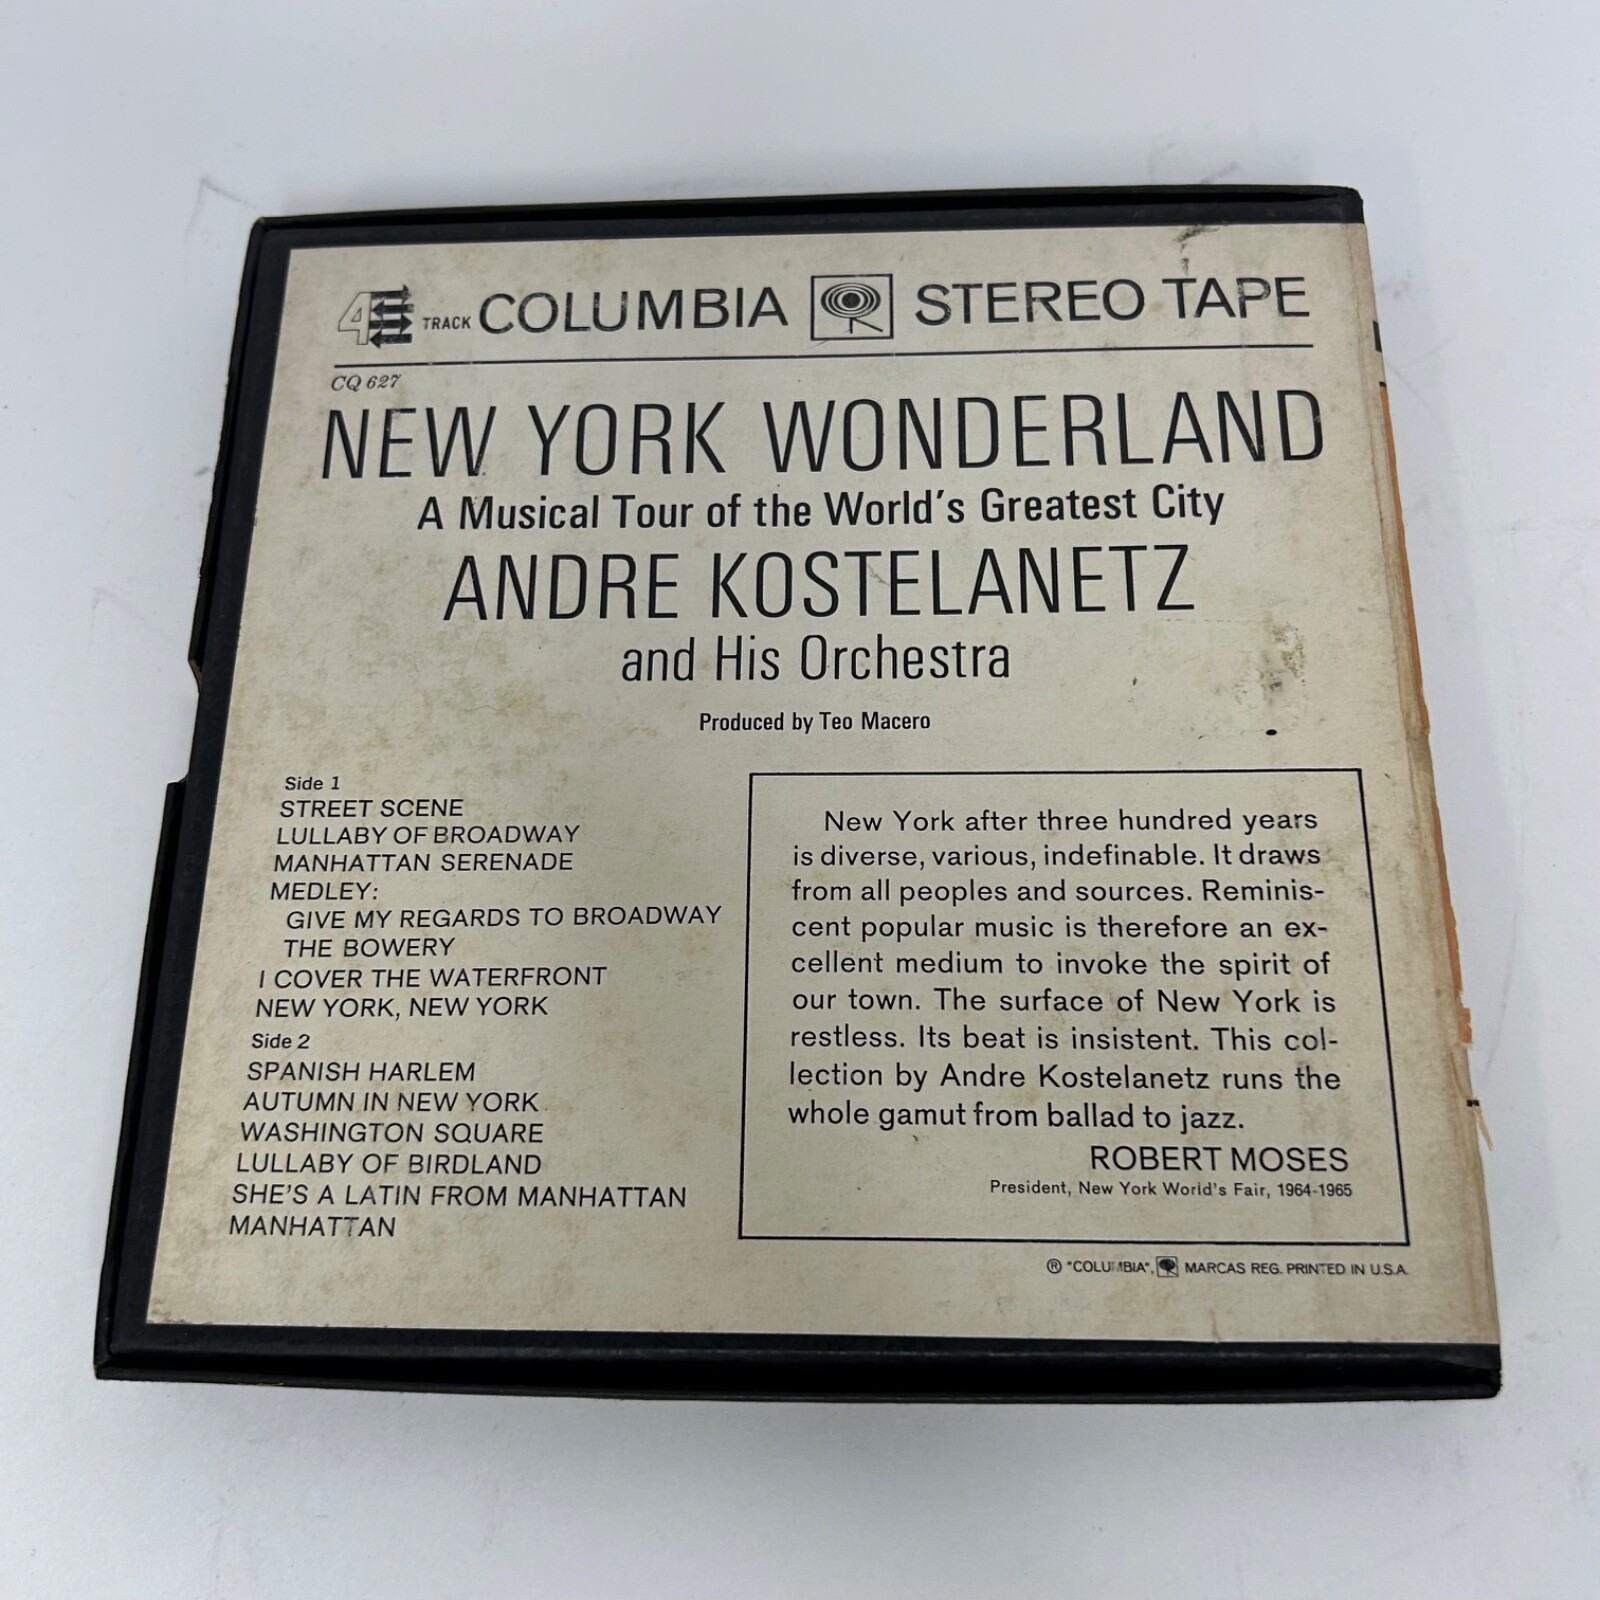 4 TRACK COLUMBIA STEREO TAPE
CQ 627
NEW YORK WONDERLAND
A Musical Tour of the World's Greatest City
ANDRE KOSTELANETZ
and His Orchestra
Produced by Teo Macero
Side 1
STREET SCENE
LULLABY OF BROADWAY
MANHATTAN SERENADE
MEDLEY:
GIVE MY REGARDS TO BROADWAY
THE BOWERY
I COVER THE WATERFRONT
NEW YORK, NEW YORK
Side 2
SPANISH HARLEM
AUTUMN IN NEW YORK
WASHINGTON SQUARE
LULLABY OF BIRDLAND
SHE'S A LATIN FROM MANHATTAN
MANHATTAN
New York after three hundred years
is diverse, various, indefinable. It draws
from all peoples and sources. Reminis-
cent popular music is therefore an ex-
cellent medium to invoke the spirit of
our town. The surface of New York is
restless. Its beat is insistent. This col-
lection by Andre Kostelanetz runs the
whole gamut from ballad to jazz.
ROBERT MOSES
President, New York World's Fair, 1964-1965
® "COLUMBIA", MARCAS REG. PRINTED IN U.S.A.